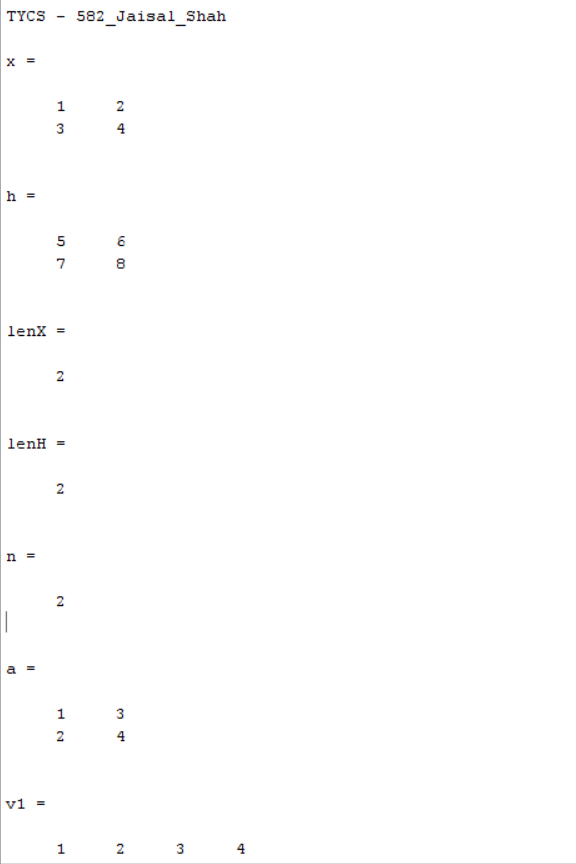 TYCS - 582_Jaisal_Shah
x =
1 2
3 4
h =
5 6
7 8
lenX =
2
lenH =
2
n =
2
a =
1 3
2 4
v1 =
1 2 3 4